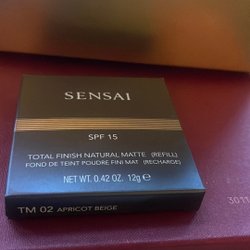 SENSAI
SPF 15
TOTAL FINISH NATURAL MATTE (REFILL)
FOND DE TEINT POUDRE FINI MAT (RECHARGE)
NET WT. 0.42 OZ. 12g ℮
TM 02 APRICOT BEIGE